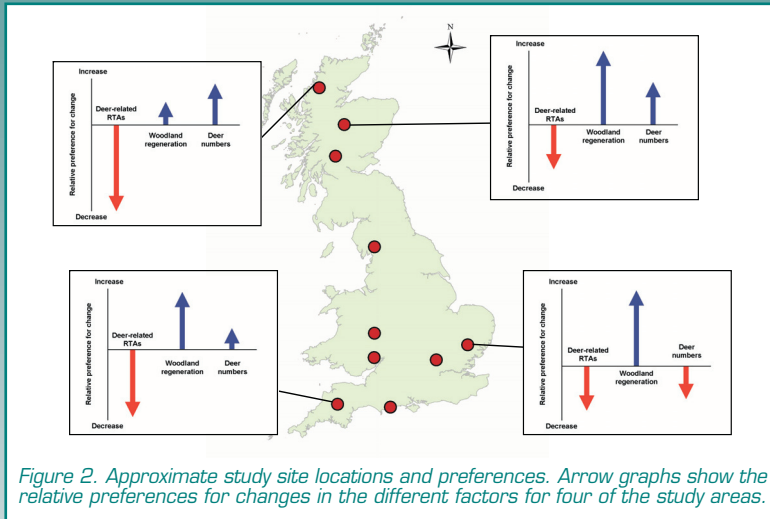 N
Increase
Relative preference for change
Deer-related
RTAs
Woodland
regeneration
Deer
numbers
Decrease
Increase
Relative preference for change
Deer-related
RTAs
Woodland
regeneration
Deer
numbers
Decrease
Increase
Relative preference for change
Deer-related
RTAs
Woodland
regeneration
Deer
numbers
Decrease
Increase
Relative preference for change
Deer-related
RTAs
Woodland
regeneration
Deer
numbers
Decrease
Figure 2. Approximate study site locations and preferences. Arrow graphs show the
relative preferences for changes in the different factors for four of the study areas.